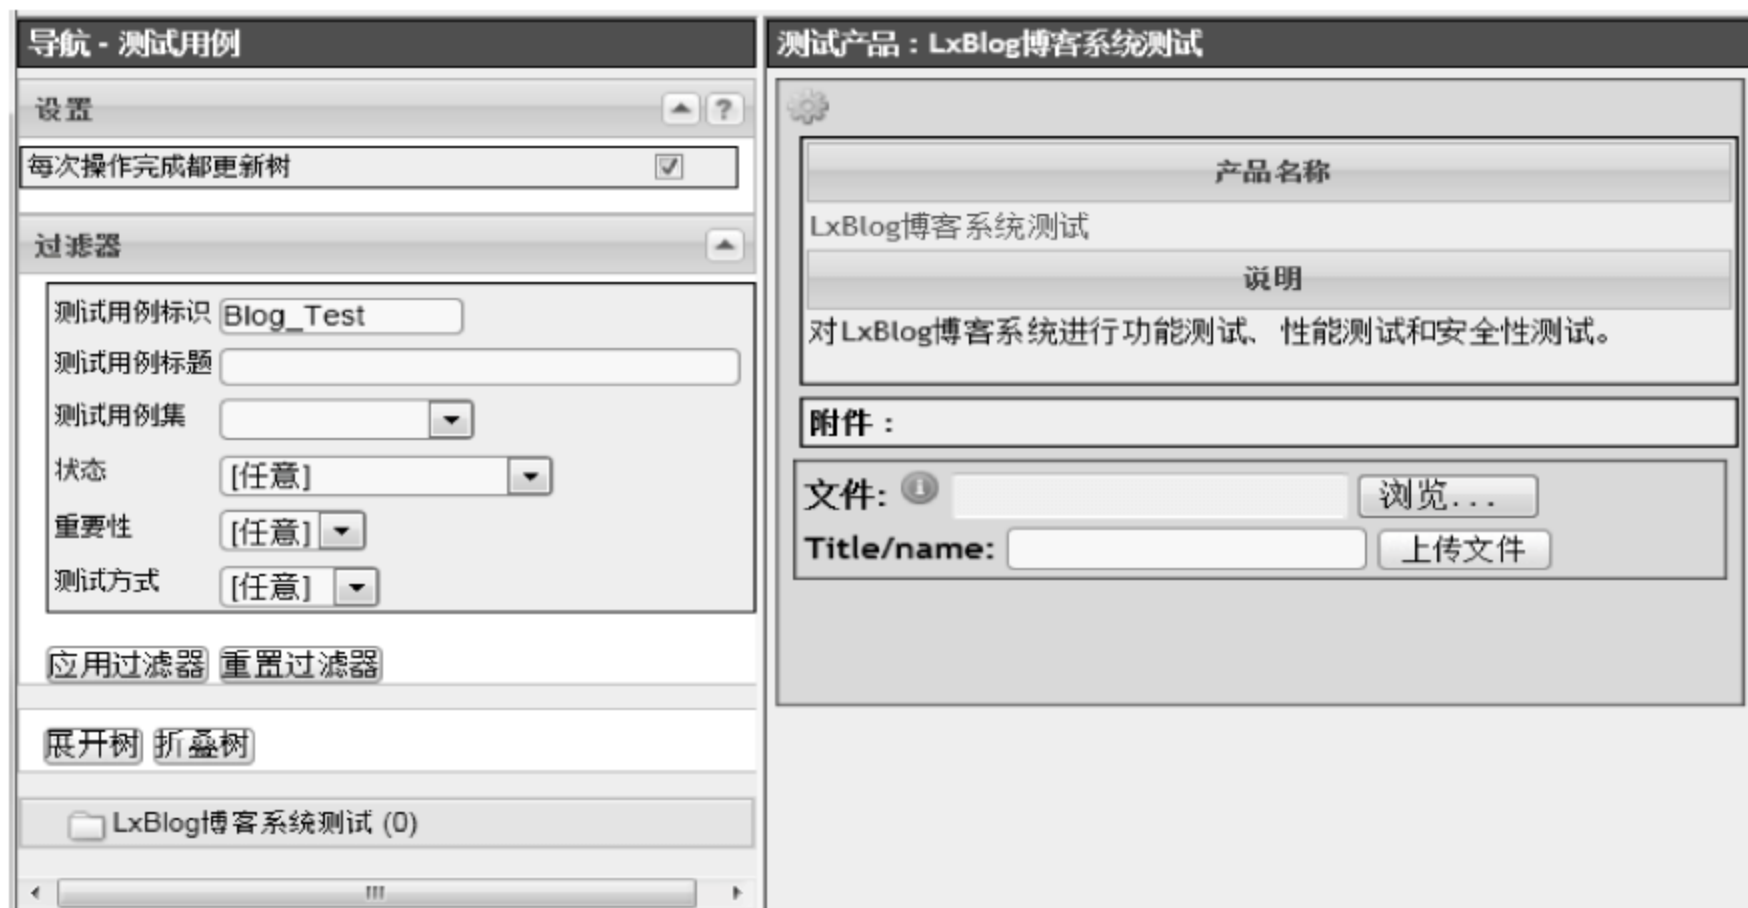 导航 - 测试用例
设置
?
每次操作完成都更新树
过滤器
测试用例标识 Blog_Test
测试用例标题
测试用例集
状态 [任意]
重要性 [任意]
测试方式 [任意]
应用过滤器 重置过滤器
展开树 折叠树
LxBlog博客系统测试 (0)
测试产品：LxBlog博客系统测试
产品名称
LxBlog博客系统测试
说明
对LxBlog博客系统进行功能测试、性能测试和安全性测试。
附件：
文件: 浏览...
Title/name: 上传文件